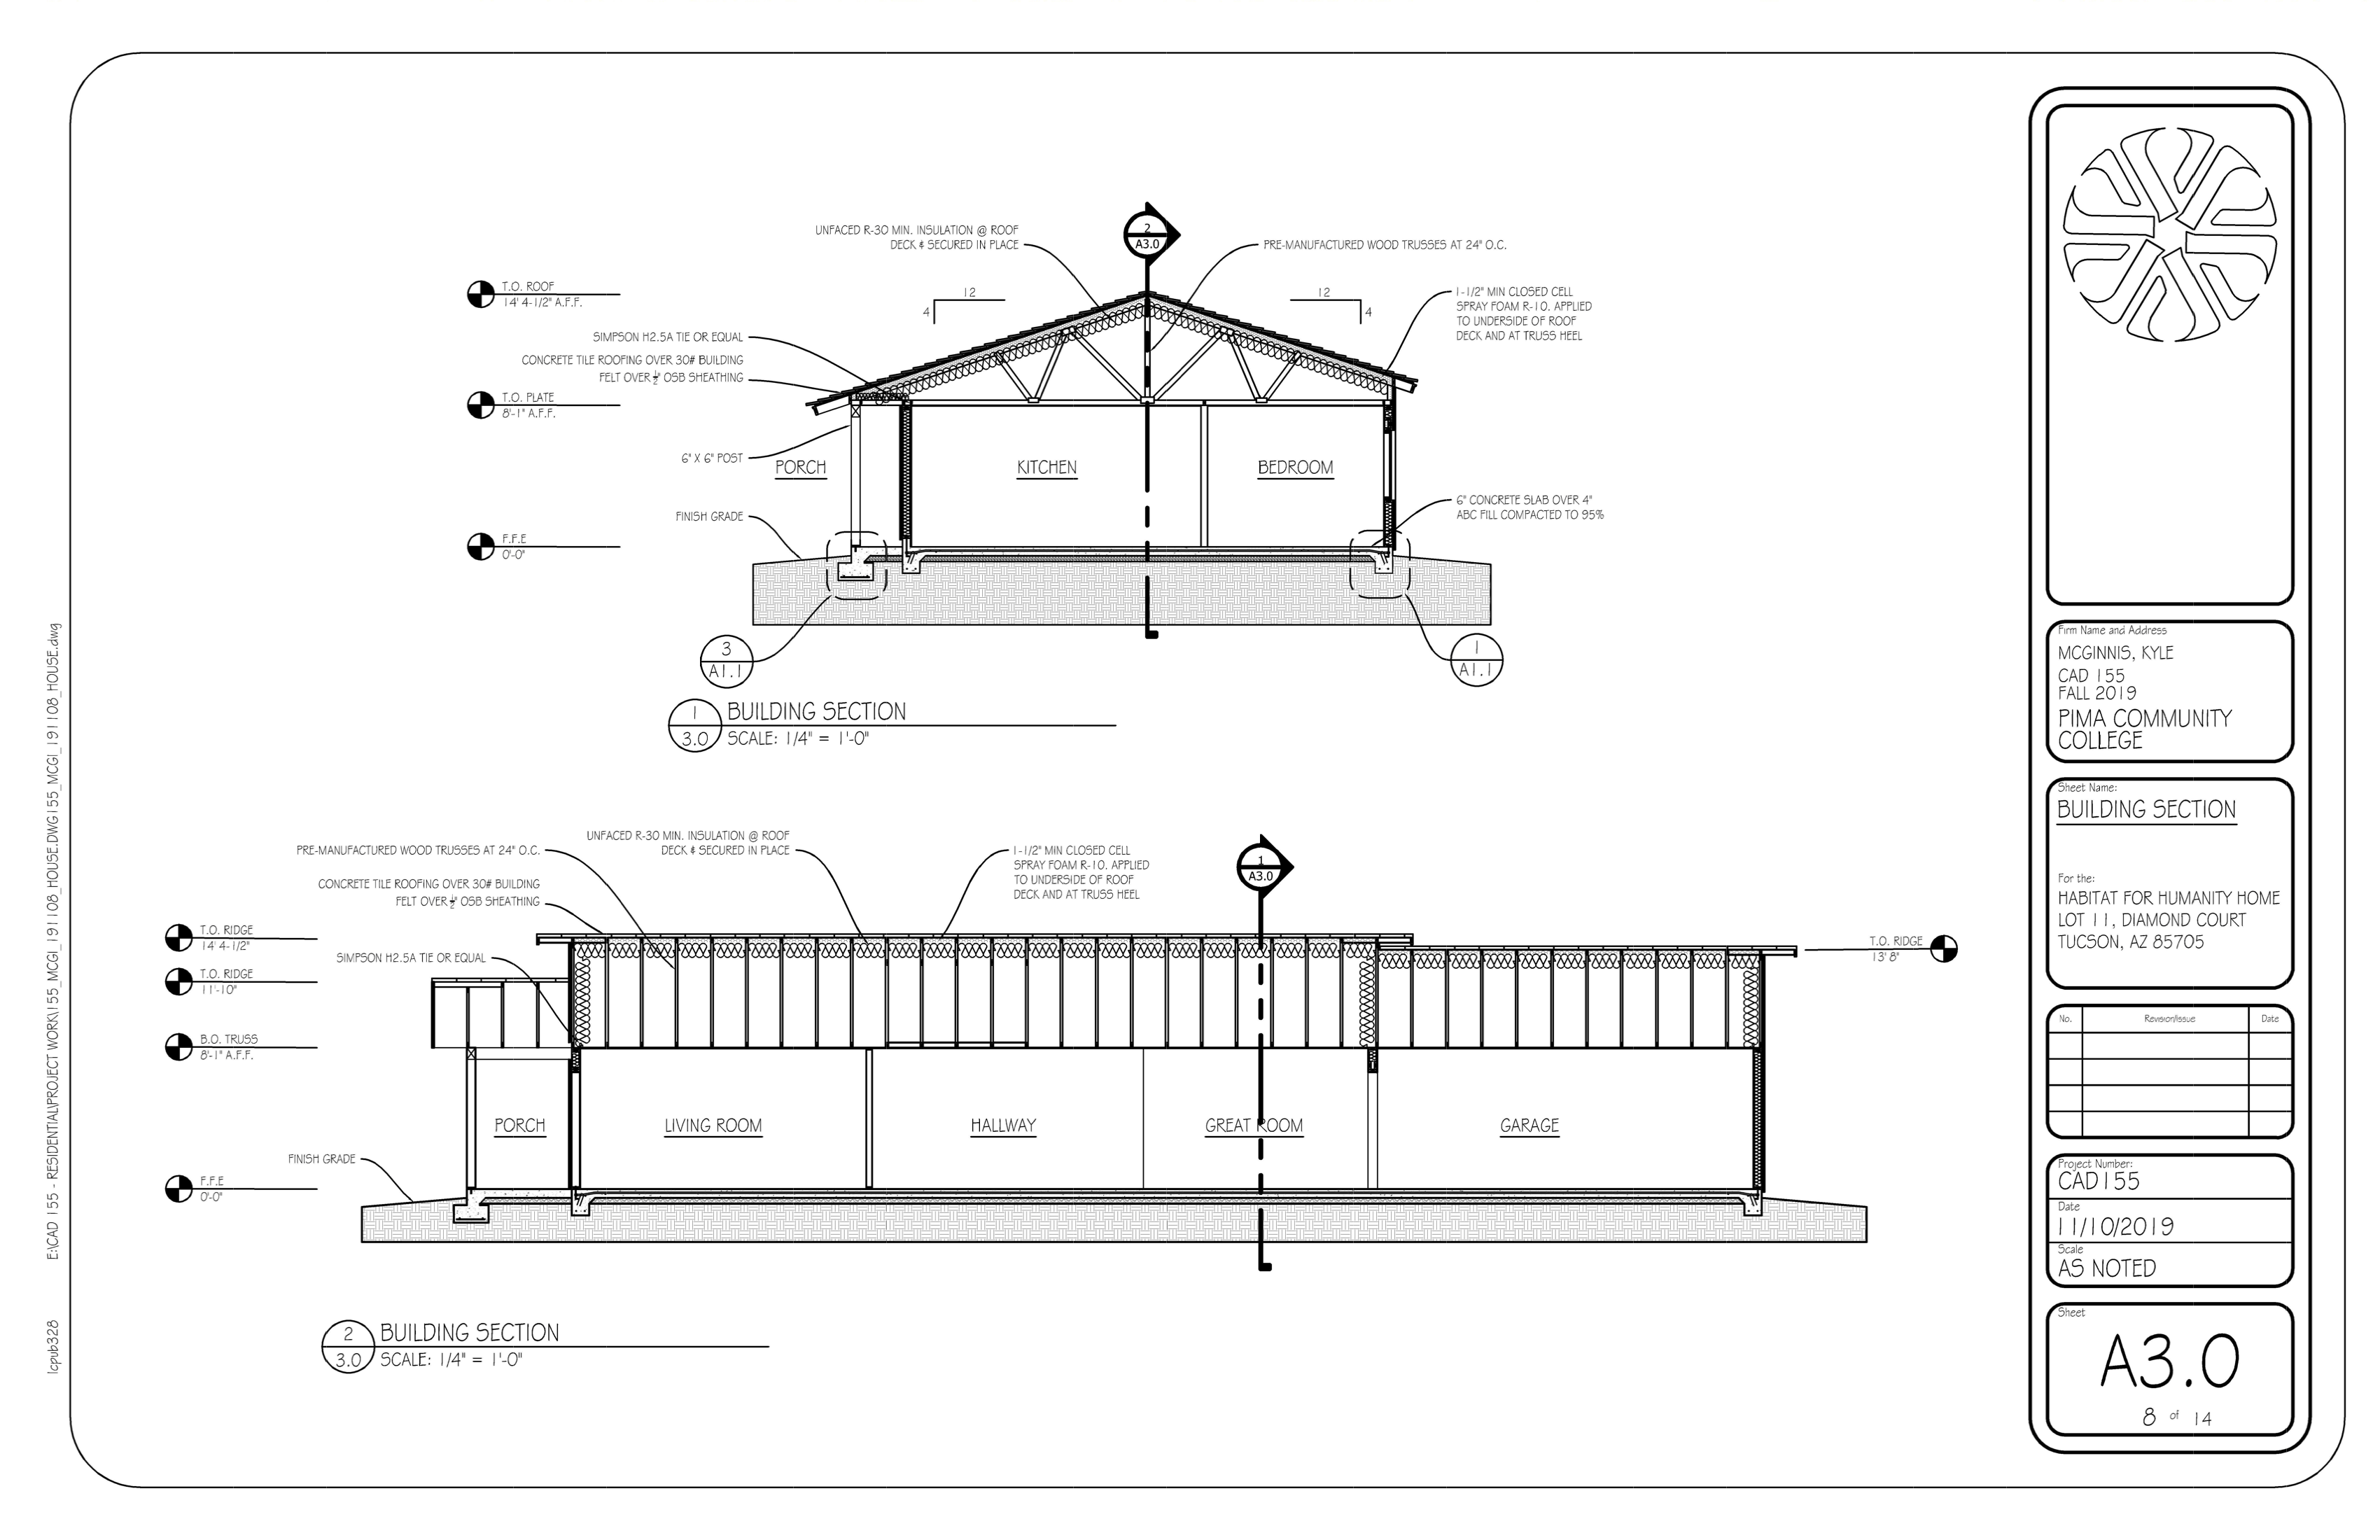 UNFACED R-30 MIN. INSULATION @ ROOF
DECK & SECURED IN PLACE
2
A3.0
PRE-MANUFACTURED WOOD TRUSSES AT 24" O.C.
T.O. ROOF
14' 4-1/2" A.F.F.
12
4
12
4
1-1/2" MIN CLOSED CELL
SPRAY FOAM R-10. APPLIED
TO UNDERSIDE OF ROOF
DECK AND AT TRUSS HEEL
SIMPSON H2.5A TIE OR EQUAL
CONCRETE TILE ROOFING OVER 30# BUILDING
FELT OVER ½" OSB SHEATHING
T.O. PLATE
8'-1" A.F.F.
6" X 6" POST
PORCH
KITCHEN
BEDROOM
6" CONCRETE SLAB OVER 4"
ABC FILL COMPACTED TO 95%
FINISH GRADE
F.F.E
0'-0"
3
A1.1
1
A1.1
1
3.0
BUILDING SECTION
SCALE: 1/4" = 1'-0"
UNFACED R-30 MIN. INSULATION @ ROOF
DECK & SECURED IN PLACE
PRE-MANUFACTURED WOOD TRUSSES AT 24" O.C.
1-1/2" MIN CLOSED CELL
SPRAY FOAM R-10. APPLIED
TO UNDERSIDE OF ROOF
DECK AND AT TRUSS HEEL
1
A3.0
CONCRETE TILE ROOFING OVER 30# BUILDING
FELT OVER ½" OSB SHEATHING
T.O. RIDGE
14' 4-1/2"
SIMPSON H2.5A TIE OR EQUAL
T.O. RIDGE
11'-10"
T.O. RIDGE
13' 8"
B.O. TRUSS
8'-1" A.F.F.
PORCH
LIVING ROOM
HALLWAY
GREAT ROOM
GARAGE
FINISH GRADE
F.F.E
0'-0"
2
3.0
BUILDING SECTION
SCALE: 1/4" = 1'-0"
E:\CAD 155 - RESIDENTIAL\PROJECT WORK\155_MCGI_191108_HOUSE.DWG155_MCGI_191108_HOUSE.dwg
lcpub328
Firm Name and Address
MCGINNIS, KYLE
CAD 155
FALL 2019
PIMA COMMUNITY
COLLEGE
Sheet Name:
BUILDING SECTION
For the:
HABITAT FOR HUMANITY HOME
LOT 11, DIAMOND COURT
TUCSON, AZ 85705
No. Revision/Issue Date
Project Number:
CAD155
Date
11/10/2019
Scale
AS NOTED
Sheet
A3.0
8 of 14